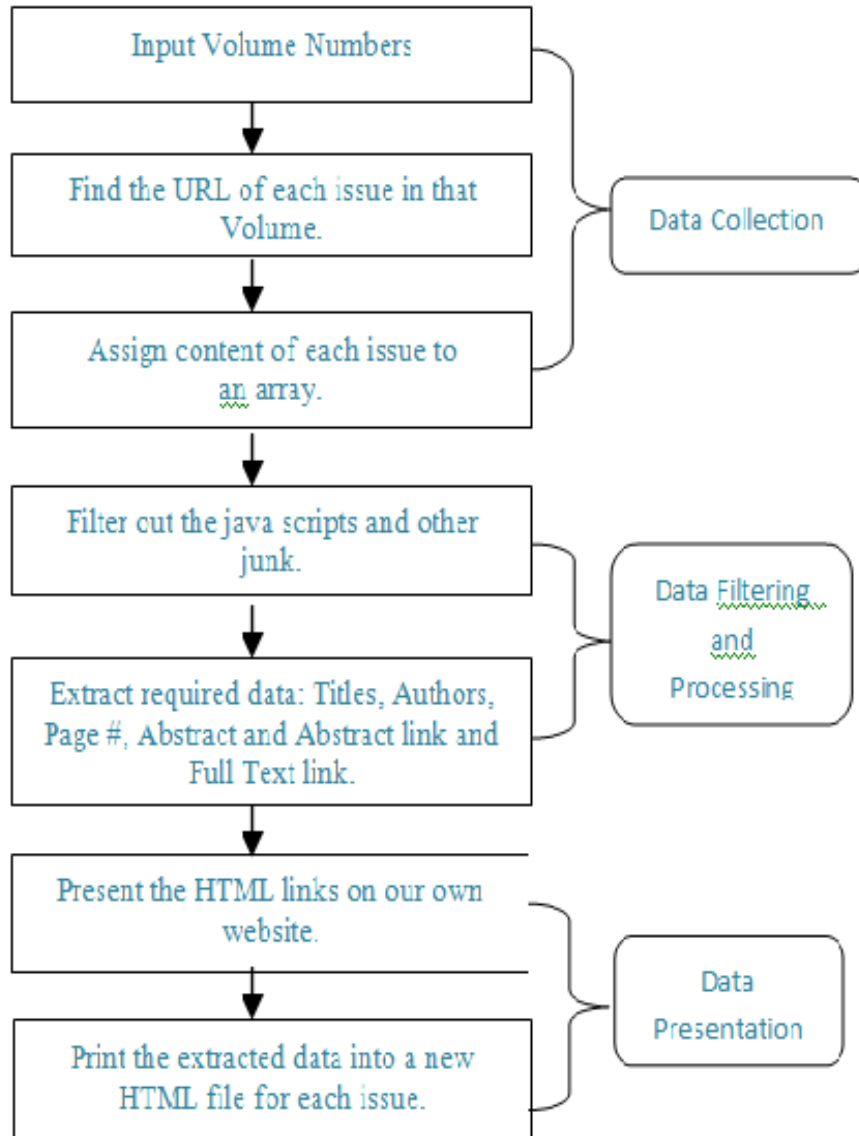 Input Volume Numbers
Find the URL of each issue in that
Volume.
Data Collection
Assign content of each issue to
an array.
Filter cut the java scripts and other
junk.
Data Filtering
and
Processing
Extract required data: Titles, Authors,
Page #, Abstract and Abstract link and
Full Text link.
Present the HTML links on our own
website.
Data
Presentation
Print the extracted data into a new
HTML file for each issue.